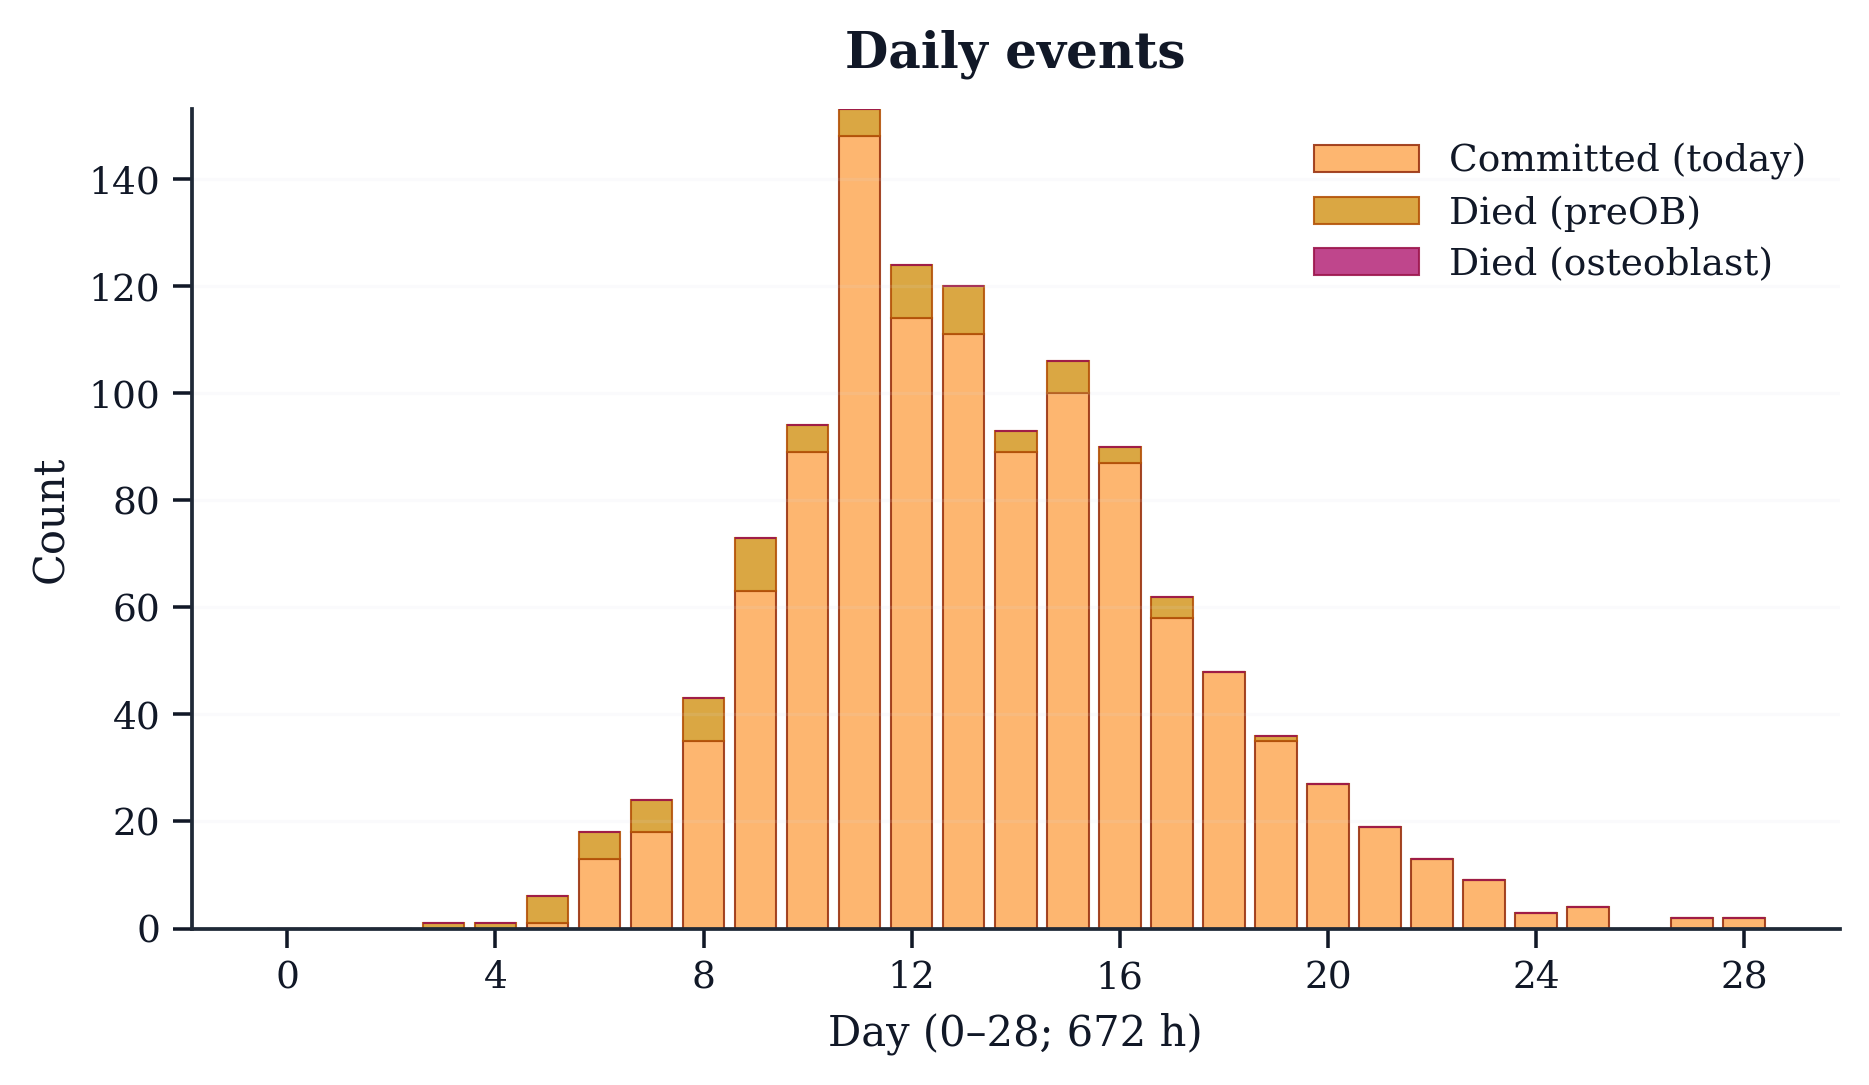 Daily events
Committed (today)
Died (preOB)
Died (osteoblast)
Count
140
120
100
80
60
40
20
0
0 4 8 12 16 20 24 28
Day (0–28; 672 h)